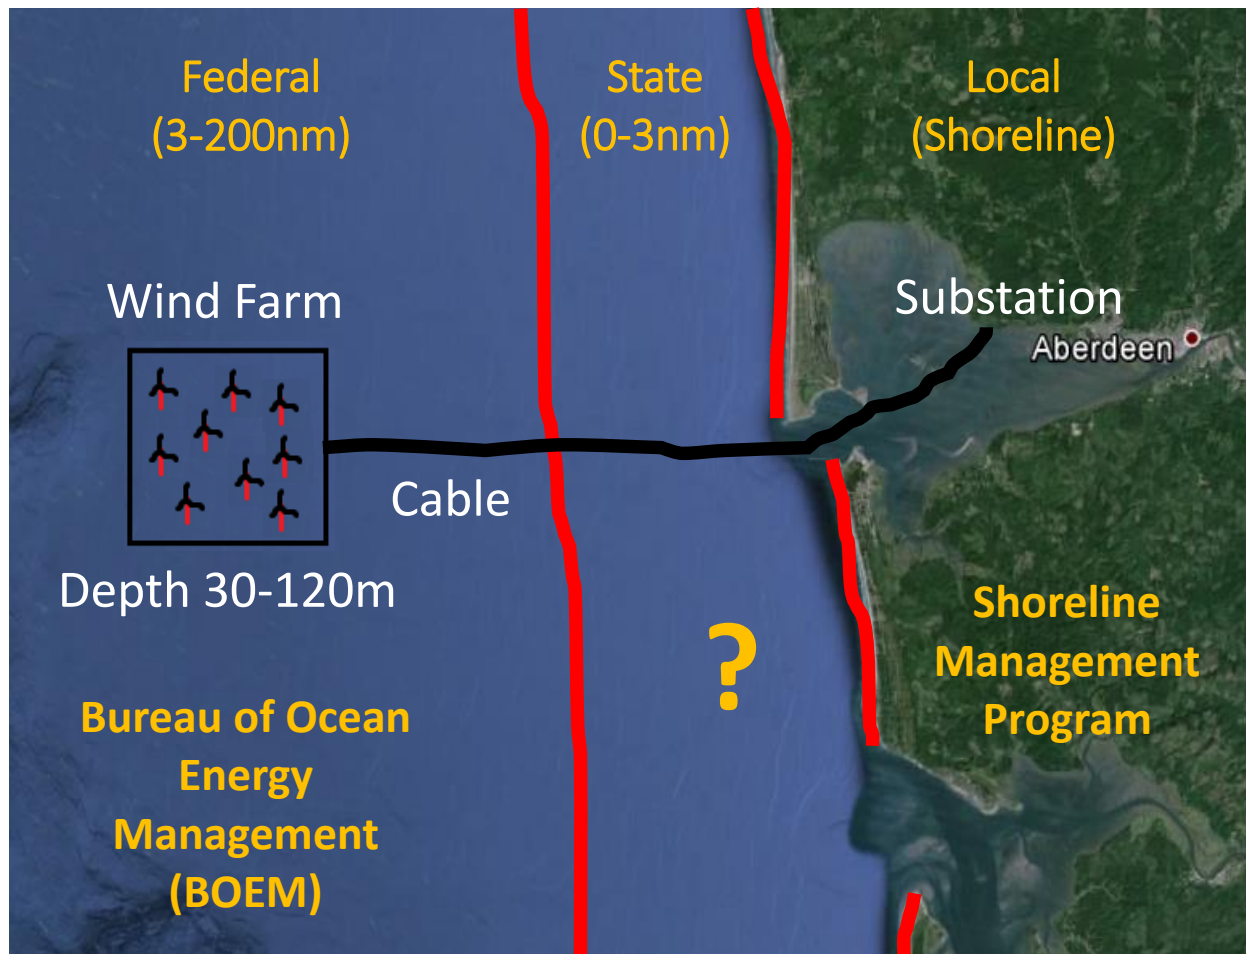 Federal
(3-200nm)
State
(0-3nm)
Local
(Shoreline)
Wind Farm
Substation
Aberdeen
Cable
Depth 30-120m
?
Shoreline
Management
Program
Bureau of Ocean
Energy
Management
(BOEM)